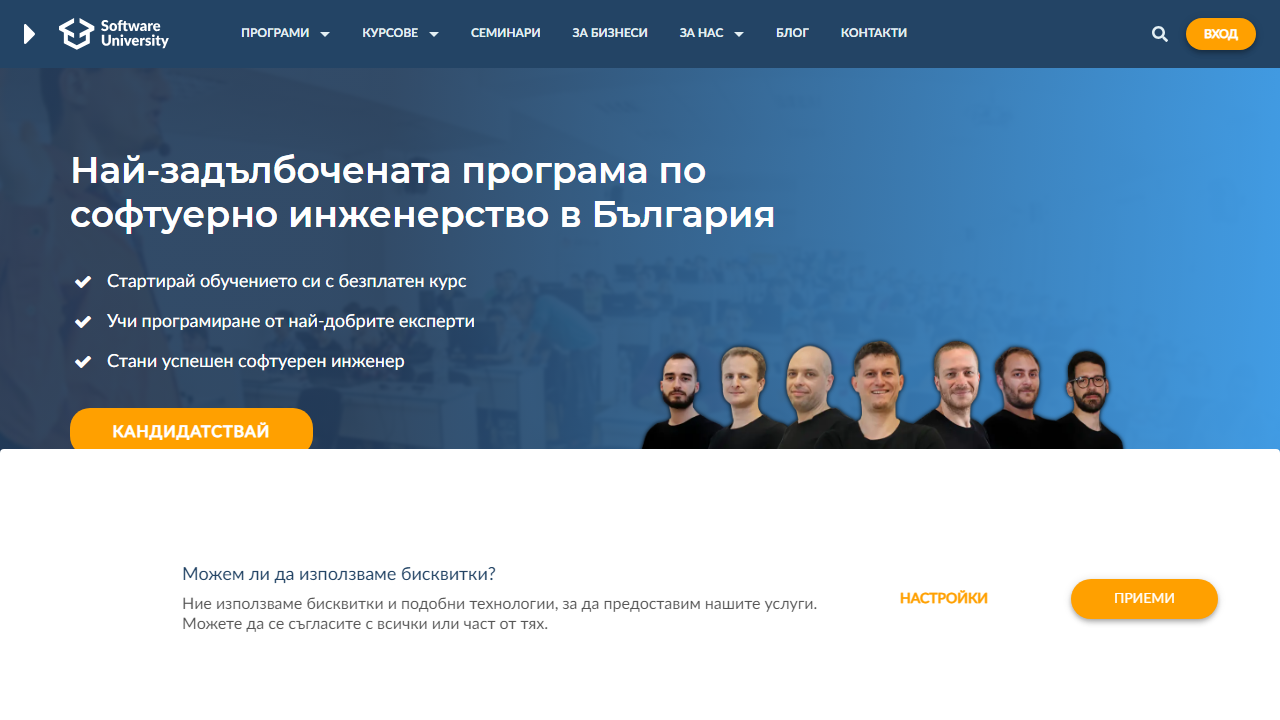 Software
University
ПРОГРАМИ
КУРСОВЕ
СЕМИНАРИ
ЗА БИЗНЕСИ
ЗА НАС
БЛОГ
КОНТАКТИ
ВХОД
Най-задълбочената програма по
софтуерно инженерство в България
Стартирай обучението си с безплатен курс
Учи програмиране от най-добрите експерти
Стани успешен софтуерен инженер
КАНДИДАТСТВАЙ
Можем ли да използваме бисквитки?
Ние използваме бисквитки и подобни технологии, за да предоставим нашите услуги.
Можете да се съгласите с всички или част от тях.
НАСТРОЙКИ
ПРИЕМИ